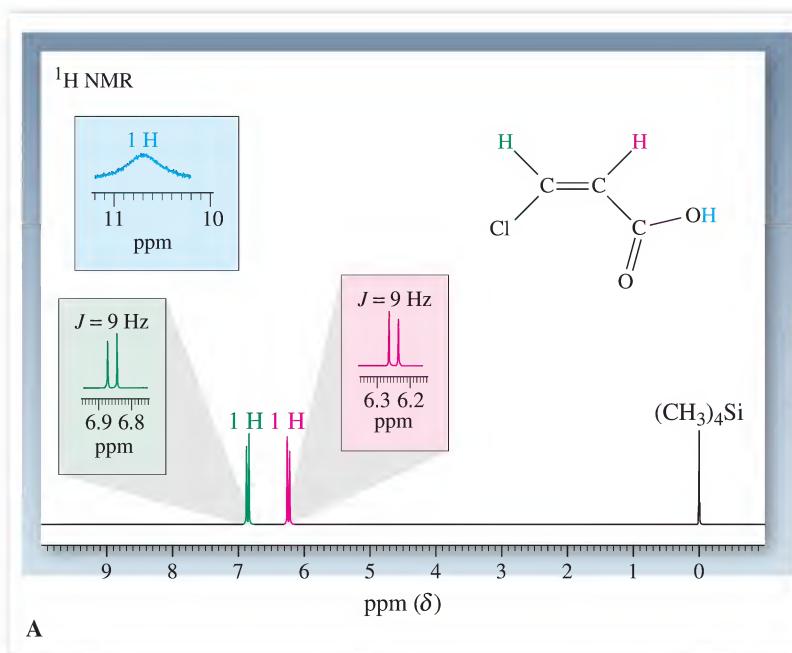 ¹H NMR
1 H
11 10
ppm
H H
C=C
Cl
C
OH
O
J = 9 Hz
6.9 6.8
ppm
J = 9 Hz
6.3 6.2
ppm
1 H 1 H
(CH₃)₄Si
9 8 7 6 5 4 3 2 1 0
ppm (δ)
A